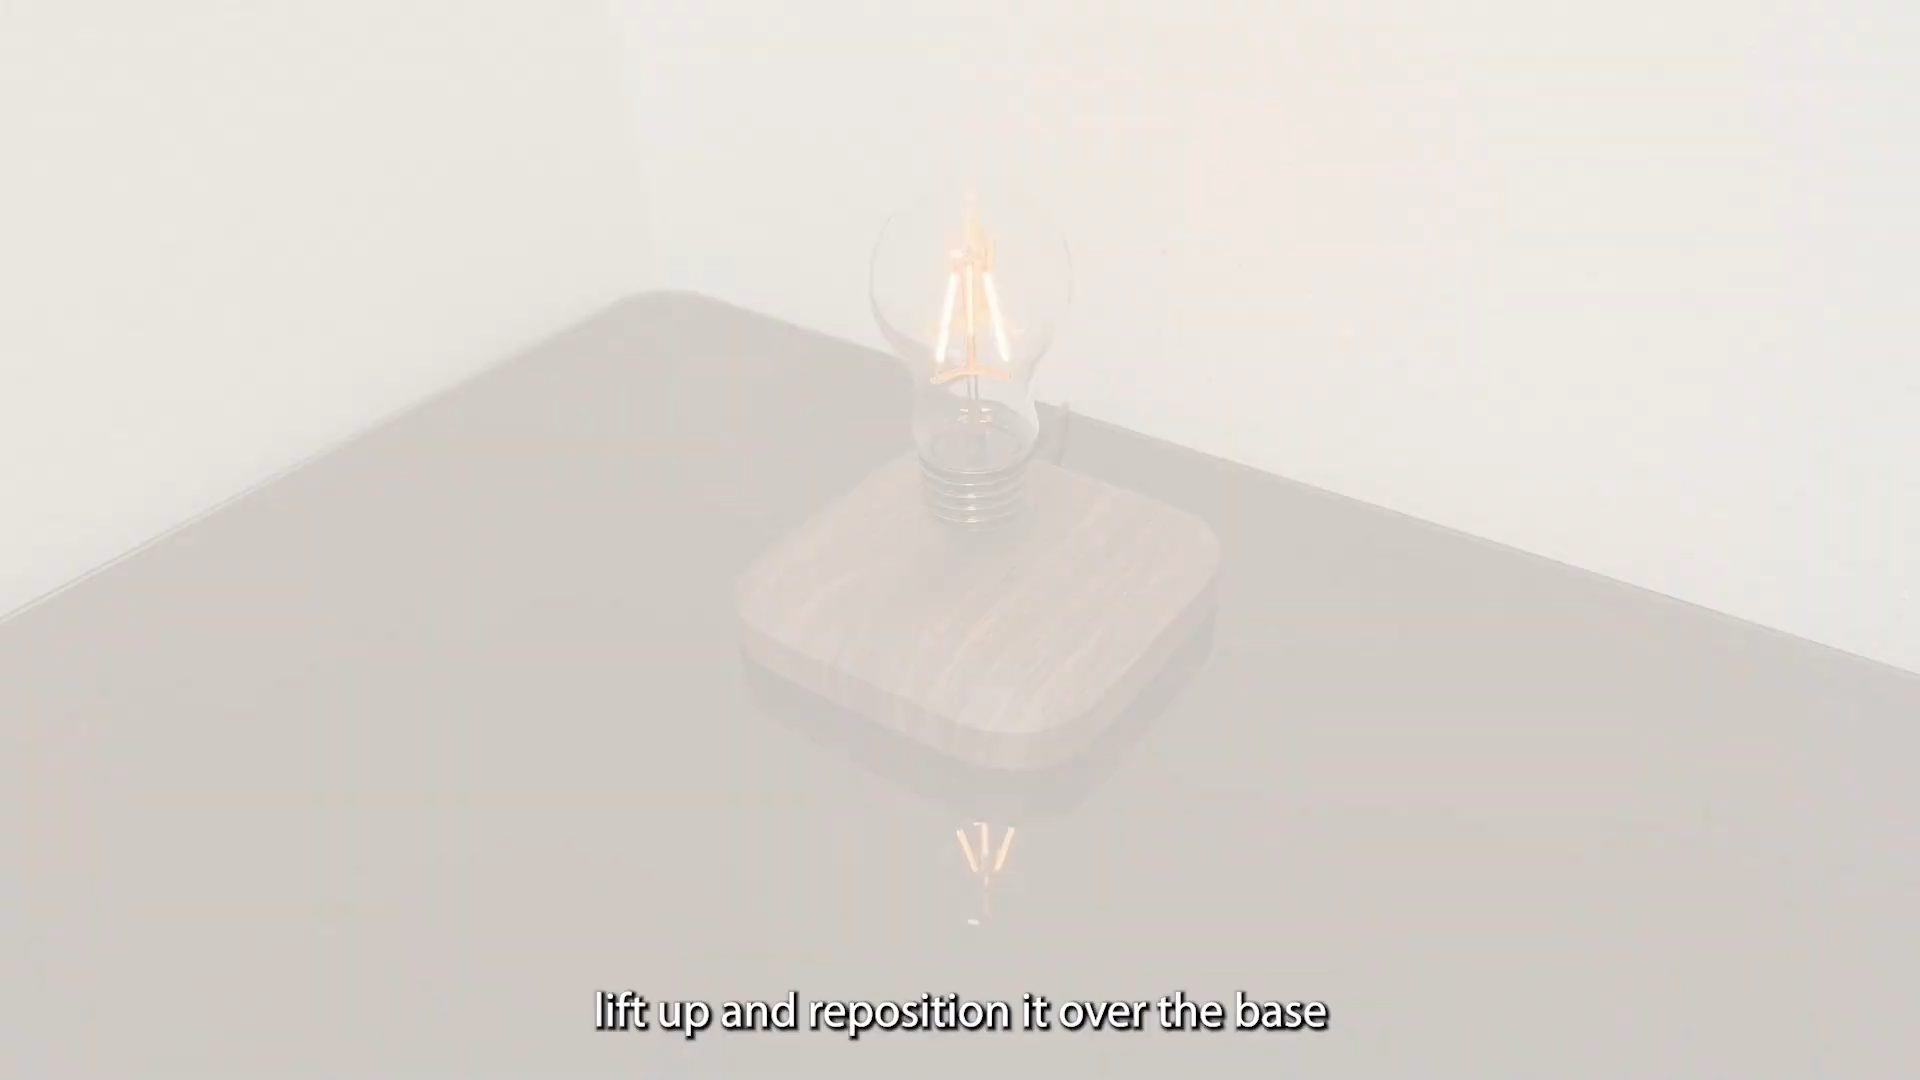 lift up and reposition it over the base